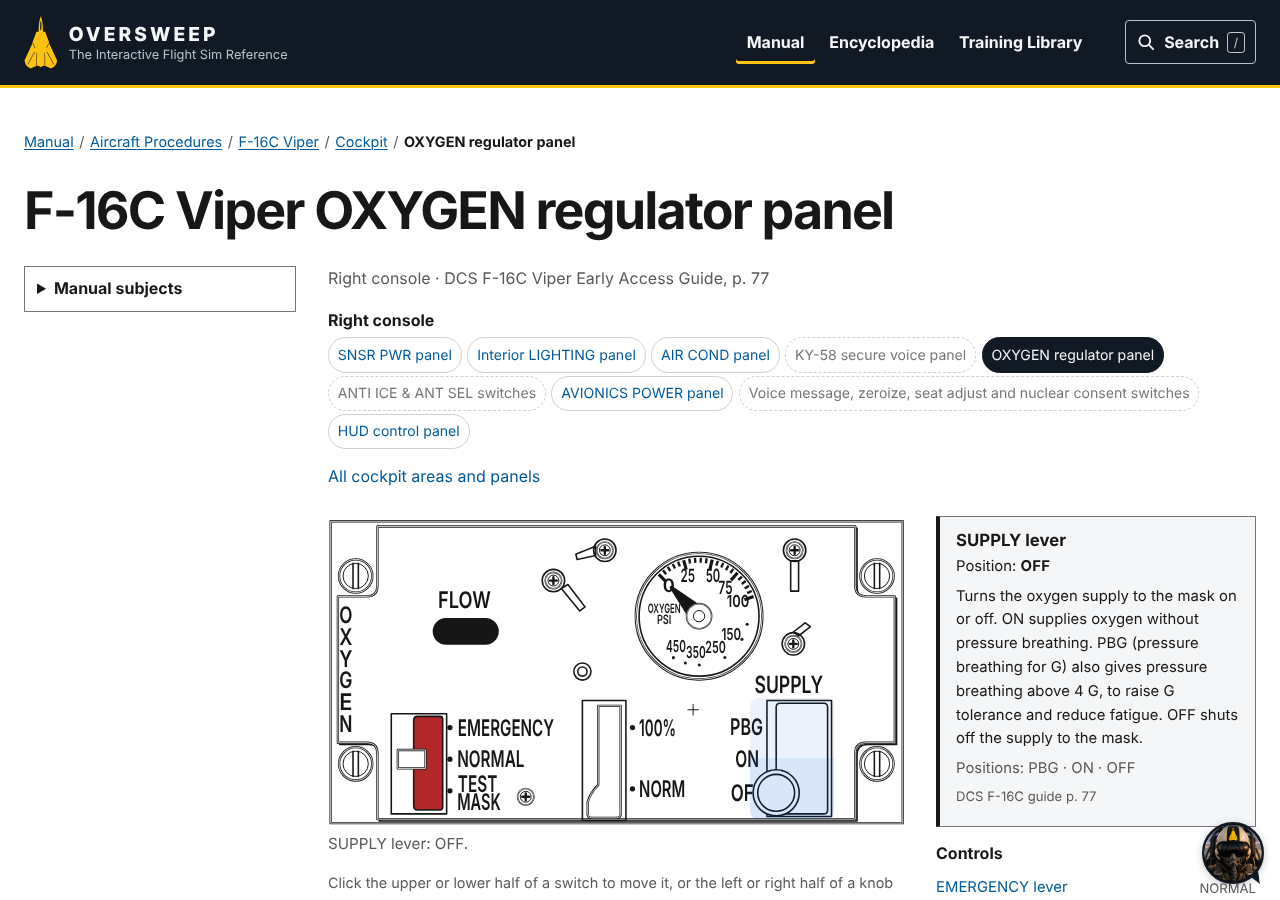 OVERSWEEP
The Interactive Flight Sim Reference
Manual
Encyclopedia
Training Library
Search /
Manual / Aircraft Procedures / F-16C Viper / Cockpit / OXYGEN regulator panel
F-16C Viper OXYGEN regulator panel
Manual subjects
Right console · DCS F-16C Viper Early Access Guide, p. 77
Right console
SNSR PWR panel
Interior LIGHTING panel
AIR COND panel
KY-58 secure voice panel
OXYGEN regulator panel
ANTI ICE & ANT SEL switches
AVIONICS POWER panel
Voice message, zeroize, seat adjust and nuclear consent switches
HUD control panel
All cockpit areas and panels
OXYGEN
FLOW
0 25 50 75 100 150 250 350 450
OXYGEN
PSI
SUPPLY
EMERGENCY
NORMAL
TEST
MASK
100%
NORM
PBG
ON
OF
SUPPLY lever: OFF.
Click the upper or lower half of a switch to move it, or the left or right half of a knob
SUPPLY lever
Position: OFF
Turns the oxygen supply to the mask on
or off. ON supplies oxygen without
pressure breathing. PBG (pressure
breathing for G) also gives pressure
breathing above 4 G, to raise G
tolerance and reduce fatigue. OFF shuts
off the supply to the mask.
Positions: PBG · ON · OFF
DCS F-16C guide p. 77
Controls
EMERGENCY lever
NORMAL